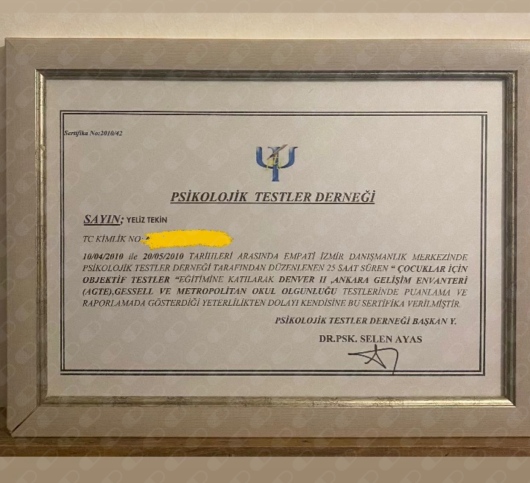 Sertifika No:2010/42
PSİKOLOJİK TESTLER DERNEĞİ
SAYIN; YELİZ TEKİN
TC KİMLİK NO
10/04/2010 ile 20/05/2010 TARİHLERİ ARASINDA EMPATİ İZMİR DANIŞMANLIK MERKEZİNDE
PSİKOLOJİK TESTLER DERNEĞİ TARAFINDAN DÜZENLENEN 25 SAAT SÜREN " ÇOCUKLAR İÇİN
OBJEKTİF TESTLER "EĞİTİMİNE KATILARAK DENVER II ,ANKARA GELİŞİM ENVANTERİ
(AGTE),GESSELL VE METROPOLİTAN OKUL OLGUNLUĞU TESTLERİNDE PUANLAMA VE
RAPORLAMADA GÖSTERDİĞİ YETERLİLİKTEN DOLAYI KENDİSİNE BU SERTİFİKA VERİLMİŞTİR.
PSİKOLOJİK TESTLER DERNEĞİ BAŞKAN Y.
DR.PSK. SELEN AYAS